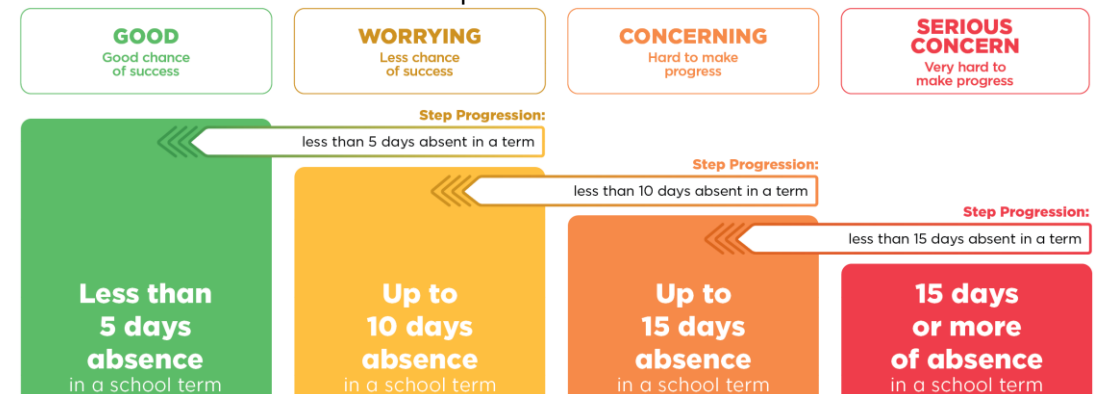 GOOD
Good chance
of success
WORRYING
Less chance
of success
CONCERNING
Hard to make
progress
SERIOUS
CONCERN
Very hard to
make progress
Step Progression:
less than 5 days absent in a term
Step Progression:
less than 10 days absent in a term
Step Progression:
less than 15 days absent in a term
Less than
5 days
absence
in a school term
Up to
10 days
absence
in a school term
Up to
15 days
absence
in a school term
15 days
or more
of absence
in a school term